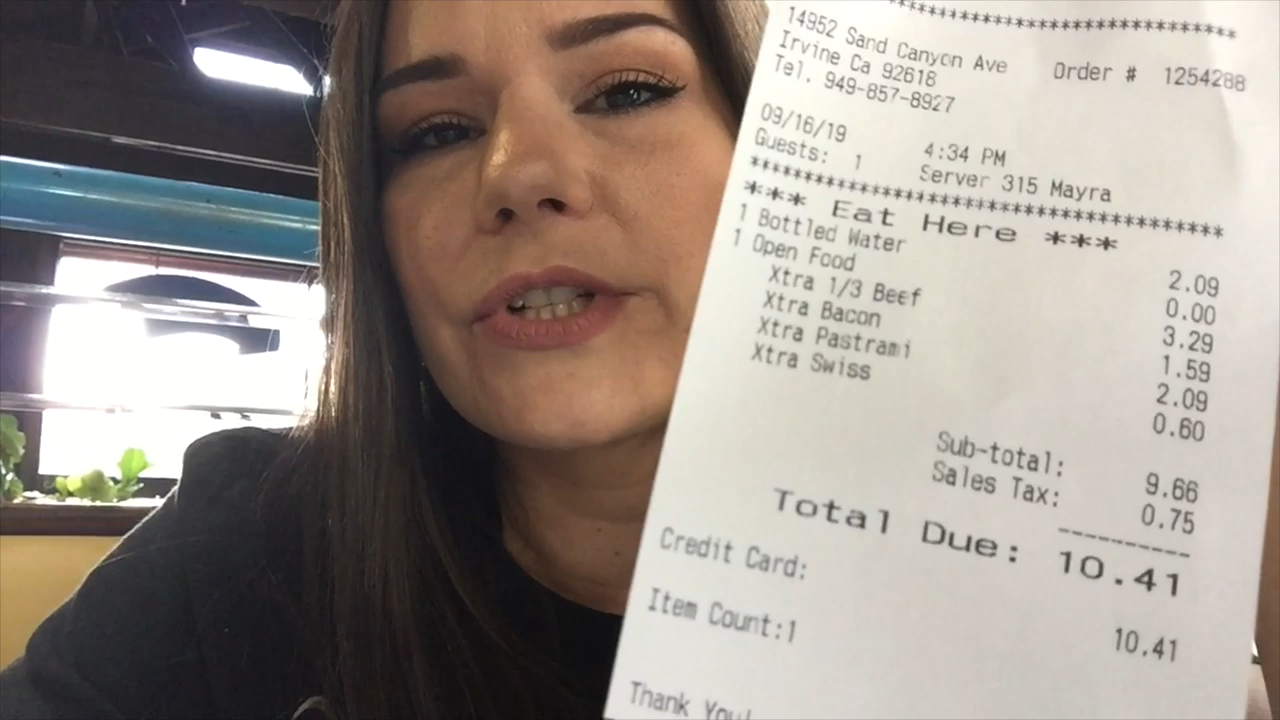 **********************************
14952 Sand Canyon Ave
Irvine Ca 92618 Order # 1254288
Tel. 949-857-8927
09/16/19 4:34 PM
Guests: 1 Server 315 Mayra
**********************************
*** Eat Here ***
1 Bottled Water 2.09
1 Open Food 0.00
Xtra 1/3 Beef 3.29
Xtra Bacon 1.59
Xtra Pastrami 2.09
Xtra Swiss 0.60
Sub-total: 9.66
Sales Tax: 0.75
----------
Total Due: 10.41
Credit Card: 10.41
Item Count:1
Thank You!